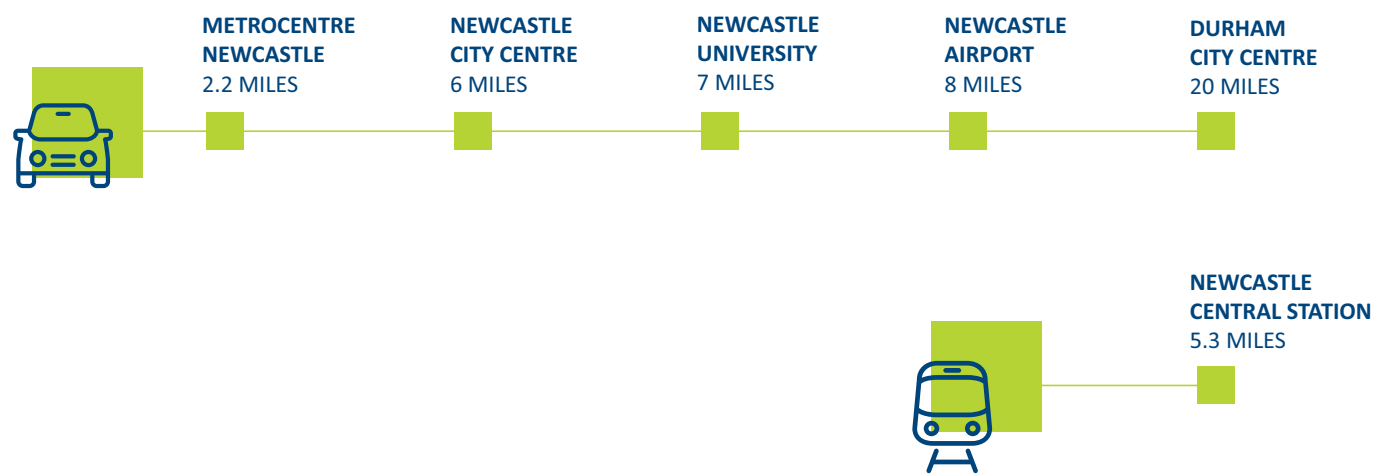 METROCENTRE
NEWCASTLE
2.2 MILES
NEWCASTLE
CITY CENTRE
6 MILES
NEWCASTLE
UNIVERSITY
7 MILES
NEWCASTLE
AIRPORT
8 MILES
DURHAM
CITY CENTRE
20 MILES
NEWCASTLE
CENTRAL STATION
5.3 MILES